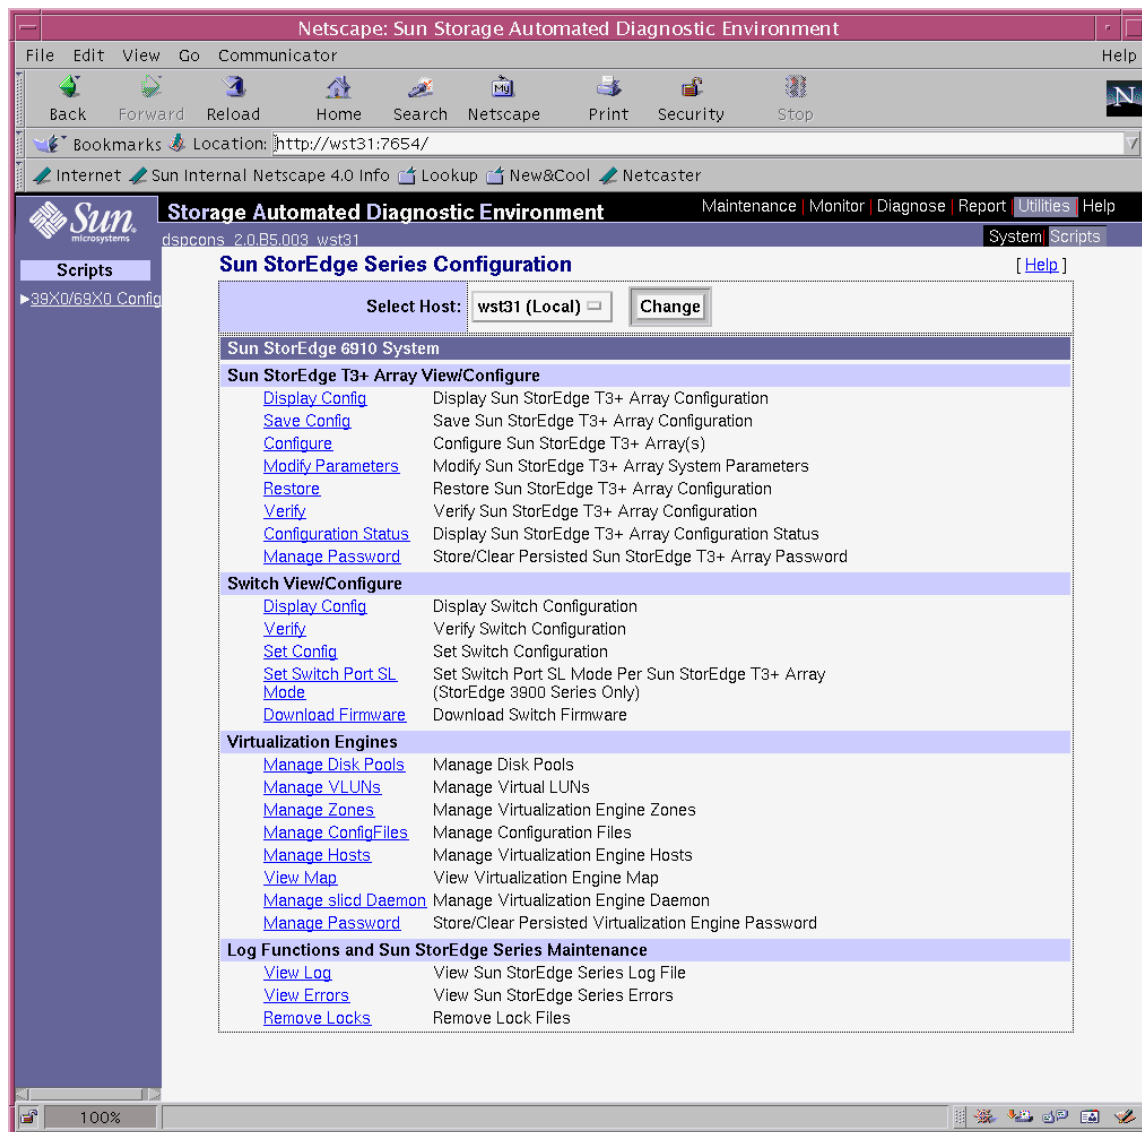 Netscape: Sun Storage Automated Diagnostic Environment
File Edit View Go Communicator Help
Back Forward Reload Home Search Netscape Print Security Stop
My
N
Bookmarks Location: http://wst31:7654/
Internet Sun Internal Netscape 4.0 Info Lookup New&Cool Netcaster
Sun microsystems
Storage Automated Diagnostic Environment
Maintenance | Monitor | Diagnose | Report | Utilities | Help
dspcons 2.0.B5.003 wst31
System | Scripts
Scripts
39X0/69X0 Config
Sun StorEdge Series Configuration [ Help ]
Select Host: wst31 (Local) Change
Sun StorEdge 6910 System
Sun StorEdge T3+ Array View/Configure
Display Config Display Sun StorEdge T3+ Array Configuration
Save Config Save Sun StorEdge T3+ Array Configuration
Configure Configure Sun StorEdge T3+ Array(s)
Modify Parameters Modify Sun StorEdge T3+ Array System Parameters
Restore Restore Sun StorEdge T3+ Array Configuration
Verify Verify Sun StorEdge T3+ Array Configuration
Configuration Status Display Sun StorEdge T3+ Array Configuration Status
Manage Password Store/Clear Persisted Sun StorEdge T3+ Array Password
Switch View/Configure
Display Config Display Switch Configuration
Verify Verify Switch Configuration
Set Config Set Switch Configuration
Set Switch Port SL Set Switch Port SL Mode Per Sun StorEdge T3+ Array
Mode (StorEdge 3900 Series Only)
Download Firmware Download Switch Firmware
Virtualization Engines
Manage Disk Pools Manage Disk Pools
Manage VLUNs Manage Virtual LUNs
Manage Zones Manage Virtualization Engine Zones
Manage ConfigFiles Manage Configuration Files
Manage Hosts Manage Virtualization Engine Hosts
View Map View Virtualization Engine Map
Manage slicd Daemon Manage Virtualization Engine Daemon
Manage Password Store/Clear Persisted Virtualization Engine Password
Log Functions and Sun StorEdge Series Maintenance
View Log View Sun StorEdge Series Log File
View Errors View Sun StorEdge Series Errors
Remove Locks Remove Lock Files
100%